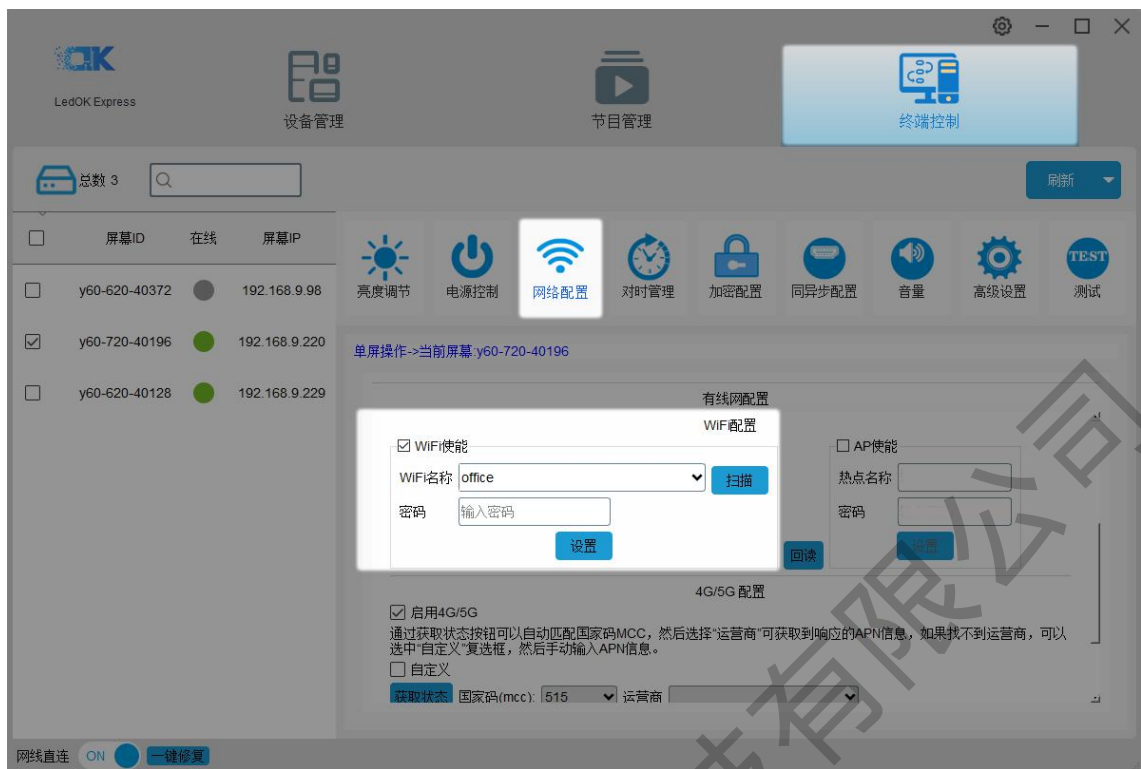 LedOK Express
设备管理
节目管理
终端控制
总数 3
刷新
屏幕ID 在线 屏幕IP
y60-620-40372 192.168.9.98
y60-720-40196 192.168.9.220
y60-620-40128 192.168.9.229
亮度调节 电源控制 网络配置 对时管理 加密配置 同异步配置 音量 高级设置 测试
TEST
单屏操作->当前屏幕:y60-720-40196
有线网配置
WiFi配置
WiFi使能
WiFi名称 office 扫描
密码 输入密码
设置
AP使能
热点名称
密码
设置
回读
4G/5G 配置
启用4G/5G
通过获取状态按钮可以自动匹配国家码MCC，然后选择“运营商”可获取到响应的APN信息，如果找不到运营商，可以
选中“自定义”复选框，然后手动输入APN信息。
自定义
获取状态 国家码(mcc): 515 运营商
网线直连 ON 一键修复
技有限公司